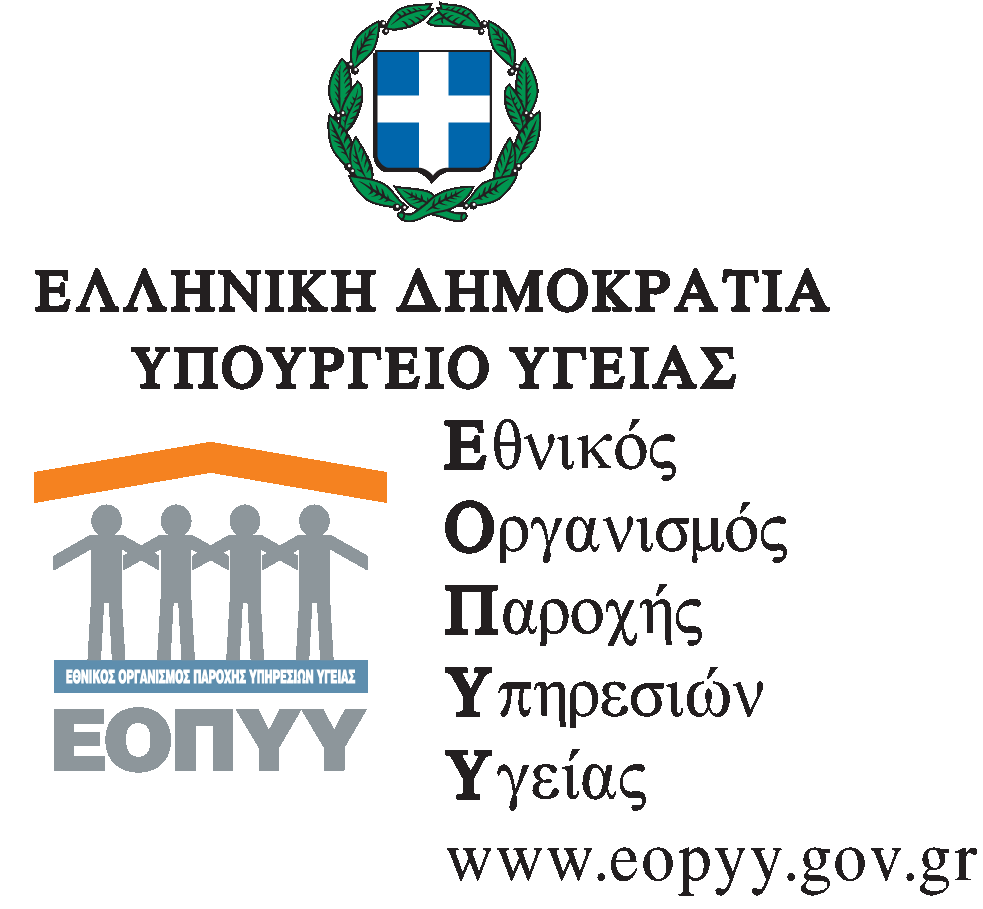 ΕΛΛΗΝΙΚΗ ΔΗΜΟΚΡΑΤΙΑ
ΥΠΟΥΡΓΕΙΟ ΥΓΕΙΑΣ
Εθνικός
Οργανισμός
Παροχής
Υπηρεσιών
Υγείας
www.eopyy.gov.gr
ΕΘΝΙΚΟΣ ΟΡΓΑΝΙΣΜΟΣ ΠΑΡΟΧΗΣ ΥΠΗΡΕΣΙΩΝ ΥΓΕΙΑΣ
ΕΟΠΥΥ